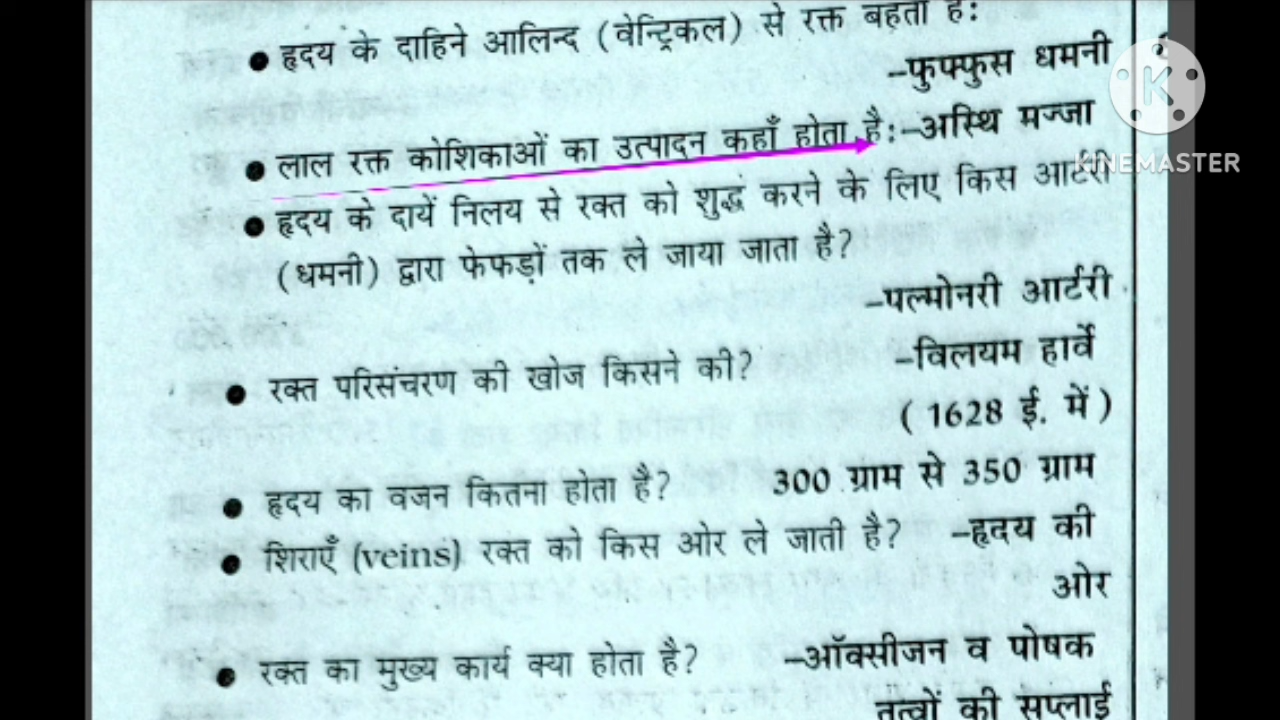 ● हृदय के दाहिने आलिन्द (वेन्ट्रिकल) से रक्त बहता है:
–फुफ्फुस धमनी
● लाल रक्त कोशिकाओं का उत्पादन कहाँ होता है:–अस्थि मज्जा
● हृदय के दायें निलय से रक्त को शुद्ध करने के लिए किस आर्टरी
(धमनी) द्वारा फेफड़ों तक ले जाया जाता है?
–पल्मोनरी आर्टरी
● रक्त परिसंचरण की खोज किसने की? –विलयम हार्वे
( 1628 ई. में )
● हृदय का वजन कितना होता है? 300 ग्राम से 350 ग्राम
● शिराएँ (veins) रक्त को किस ओर ले जाती है? –हृदय की
ओर
● रक्त का मुख्य कार्य क्या होता है? –ऑक्सीजन व पोषक
तत्वों की सप्लाई
K
KINEMASTER